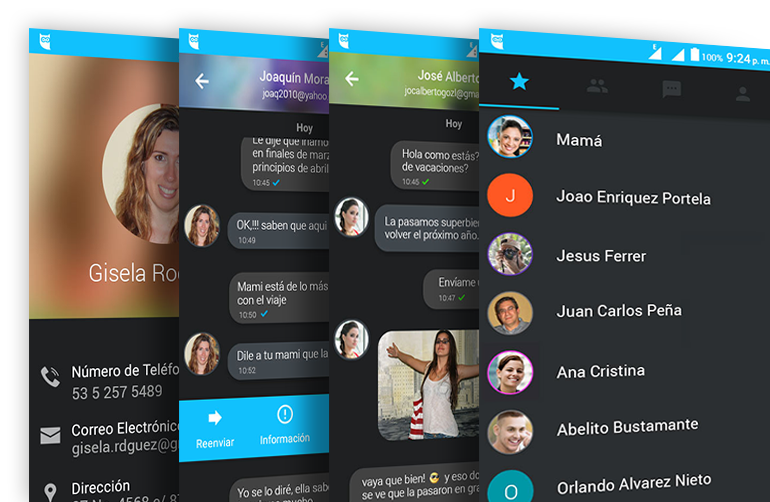 Gisela Ro
Número de Teléfo
53 5 257 5489
Correo Electrónic
gisela.rdguez@g
Dirección
Joaquín Mora
joaq2010@yahoo
Hoy
Le dije que iríamos
en finales de marz
principios de abril
10:45
OK,!!! saben que aquí
10:49
Mami está de lo más
con el viaje
10:50
Dile a tu mami que la
10:52
Reenviar
Información
Yo se lo diré, ella sabe
José Alberto
jocalbertogozl@gma
Hoy
Hola como estás?
de vacaciones?
10:45
La pasamos superbie
volver el próximo año.
Envíame
10:47
vaya que bien! y eso do
se ve que la pasaron en gra
E
100% 9:24 p. m.
Mamá
J
Joao Enriquez Portela
Jesus Ferrer
Juan Carlos Peña
Ana Cristina
Abelito Bustamante
O
Orlando Alvarez Nieto